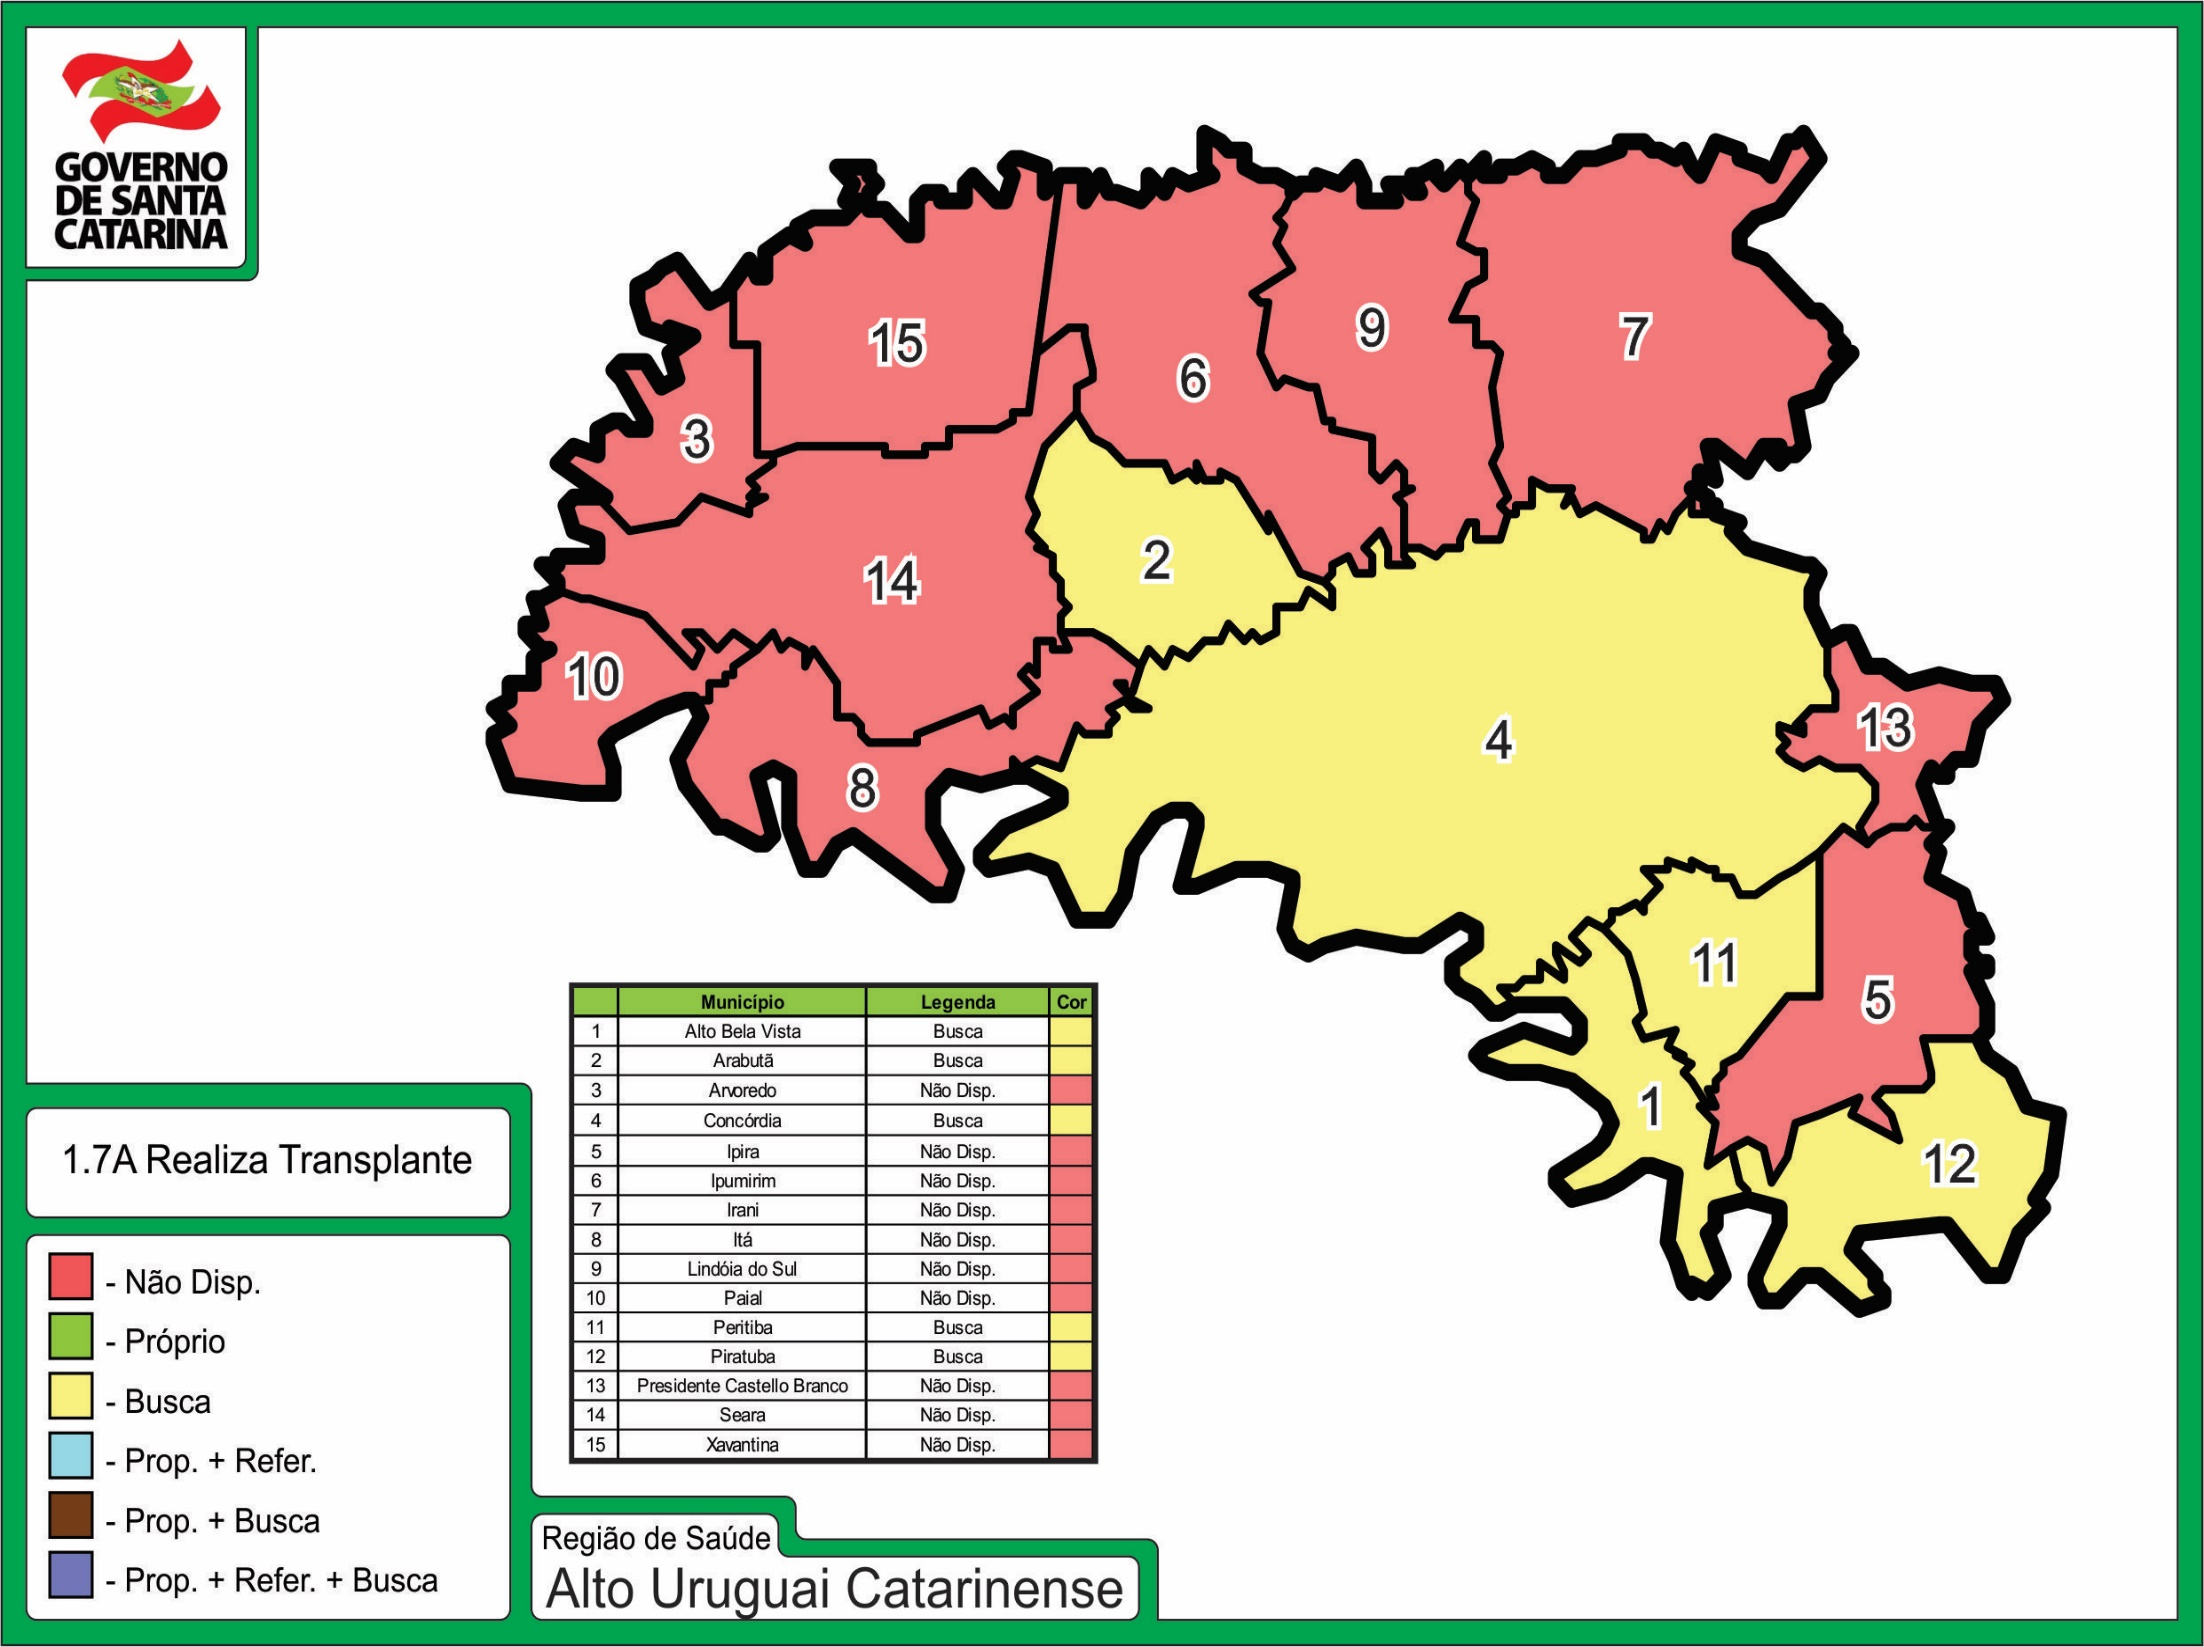 GOVERNO
DE SANTA
CATARINA
15
9
7
6
3
2
14
10
13
4
8
11
5
1
12
Município Legenda Cor
1 Alto Bela Vista Busca
2 Arabutã Busca
3 Arvoredo Não Disp.
4 Concórdia Busca
5 Ipira Não Disp.
6 Ipumirim Não Disp.
7 Irani Não Disp.
8 Itá Não Disp.
9 Lindóia do Sul Não Disp.
10 Paial Não Disp.
11 Peritiba Busca
12 Piratuba Busca
13 Presidente Castello Branco Não Disp.
14 Seara Não Disp.
15 Xavantina Não Disp.
1.7A Realiza Transplante
- Não Disp.
- Próprio
- Busca
- Prop. + Refer.
- Prop. + Busca
- Prop. + Refer. + Busca
Região de Saúde
Alto Uruguai Catarinense